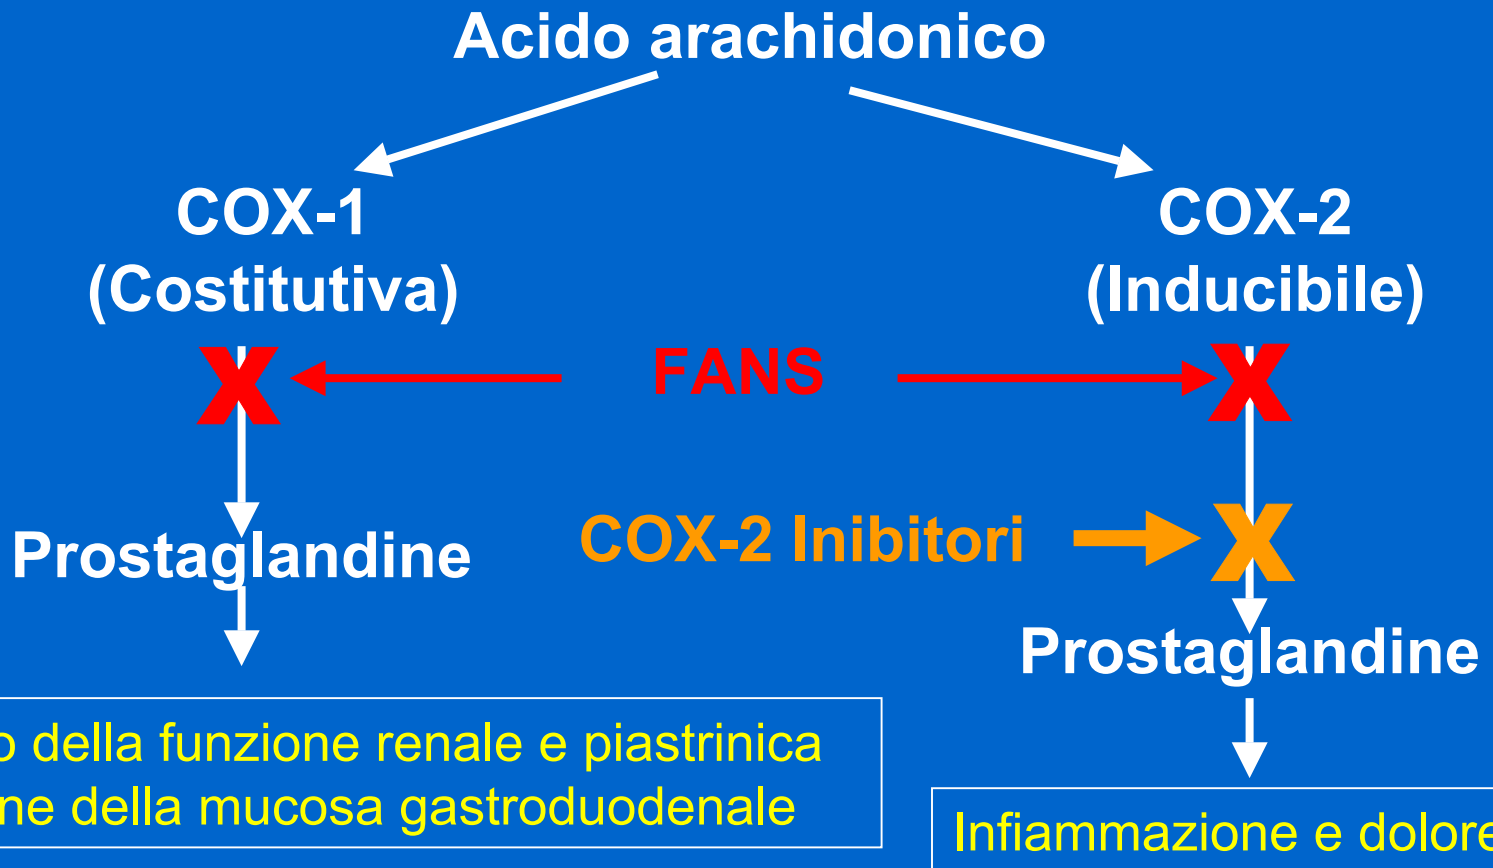 Acido arachidonico
COX-1
(Costitutiva)
COX-2
(Inducibile)
X
FANS
X
COX-2 Inibitori
X
Prostaglandine
Prostaglandine
o della funzione renale e piastrinica
ne della mucosa gastroduodenale
Infiammazione e dolore